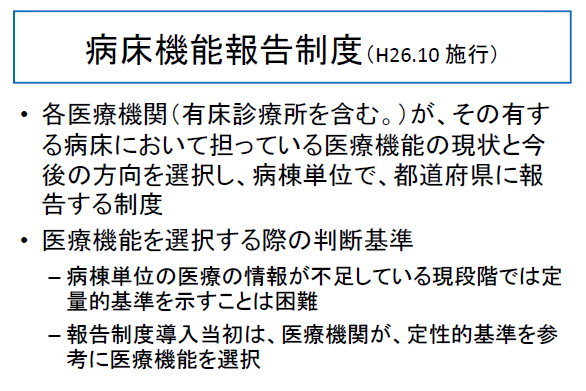 病床機能報告制度(H26.10 施行)
• 各医療機関(有床診療所を含む。)が、その有す
る病床において担っている医療機能の現状と今
後の方向を選択し、病棟単位で、都道府県に報
告する制度
• 医療機能を選択する際の判断基準
– 病棟単位の医療の情報が不足している現段階では定
量的基準を示すことは困難
– 報告制度導入当初は、医療機関が、定性的基準を参
考に医療機能を選択